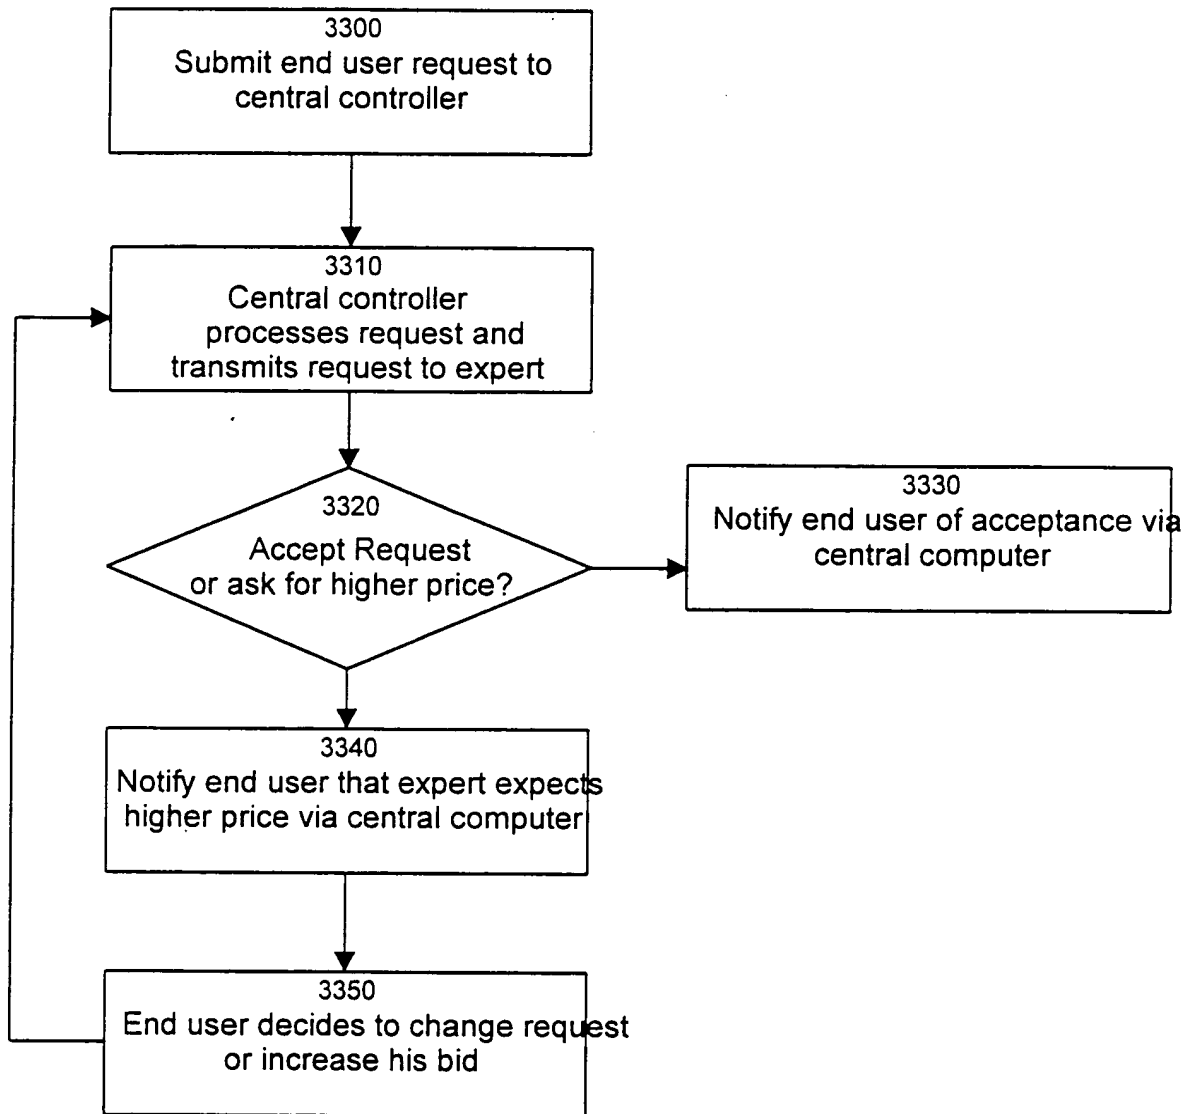 3300
Submit end user request to
central controller
3310
Central controller
processes request and
transmits request to expert
3320
Accept Request
or ask for higher price?
3330
Notify end user of acceptance via
central computer
3340
Notify end user that expert expects
higher price via central computer
3350
End user decides to change request
or increase his bid